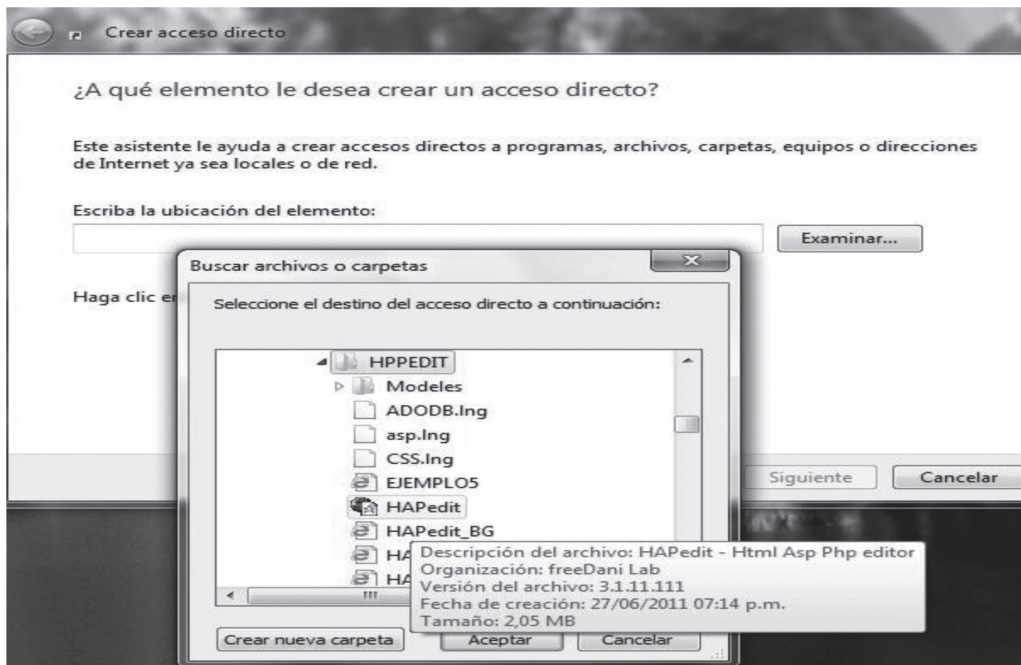 Crear acceso directo
¿A qué elemento le desea crear un acceso directo?
Este asistente le ayuda a crear accesos directos a programas, archivos, carpetas, equipos o direcciones
de Internet ya sea locales o de red.
Escriba la ubicación del elemento:
Examinar...
Haga clic
Buscar archivos o carpetas
Seleccione el destino del acceso directo a continuación:
HPPEDIT
Modeles
ADODB.lng
asp.lng
CSS.lng
EJEMPLO5
HAPedit
HAPedit_BG
Descripción del archivo: HAPedit - Html Asp Php editor
Organización: freeDani Lab
Versión del archivo: 3.1.11.111
Fecha de creación: 27/06/2011 07:14 p.m.
Tamaño: 2,05 MB
Crear nueva carpeta
Aceptar
Cancelar
Siguiente
Cancelar